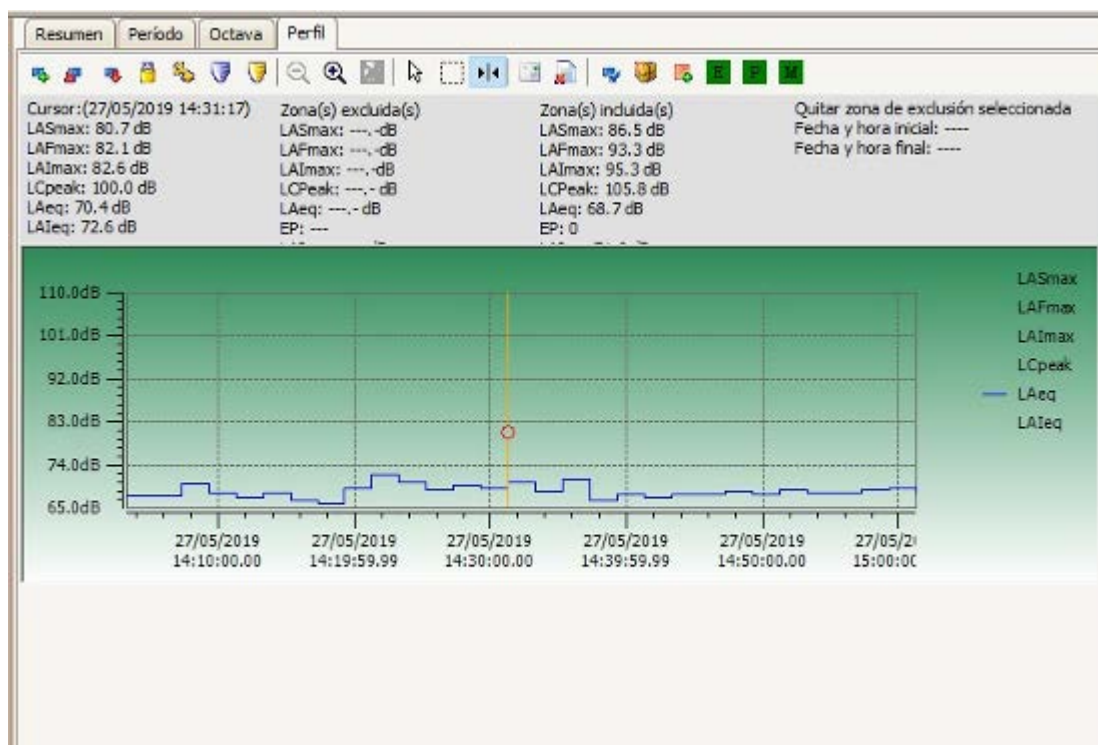 Resumen Período Octava Perfil
E P M
Cursor:(27/05/2019 14:31:17)
LASmax: 80.7 dB
LAFmax: 82.1 dB
LAImax: 82.6 dB
LCpeak: 100.0 dB
LAeq: 70.4 dB
LAIeq: 72.6 dB
Zona(s) excluida(s)
LASmax: ---.-dB
LAFmax: ---.-dB
LAImax: ---.-dB
LCPeak: ---.- dB
LAeq: ---.- dB
EP: ---
Zona(s) incluida(s)
LASmax: 86.5 dB
LAFmax: 93.3 dB
LAImax: 95.3 dB
LCPeak: 105.8 dB
LAeq: 68.7 dB
EP: 0
Quitar zona de exclusión seleccionada
Fecha y hora inicial: ----
Fecha y hora final: ----
110.0dB
101.0dB
92.0dB
83.0dB
74.0dB
65.0dB
27/05/2019 27/05/2019 27/05/2019 27/05/2019 27/05/2019 27/05/2
14:10:00.00 14:19:59.99 14:30:00.00 14:39:59.99 14:50:00.00 15:00:0
LASmax
LAFmax
LAImax
LCpeak
LAeq
LAIeq